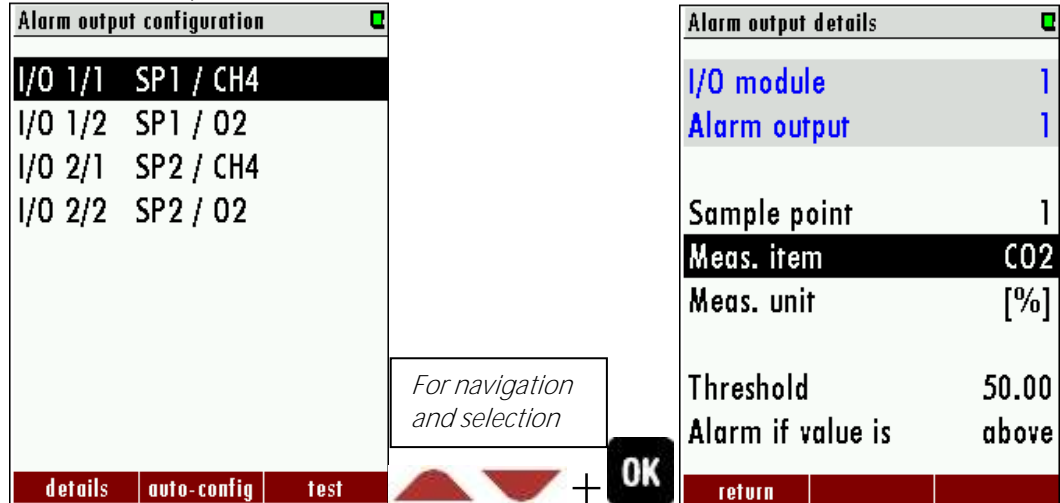 Alarm output configuration
I/O 1/1 SP1 / CH4
I/O 1/2 SP1 / O2
I/O 2/1 SP2 / CH4
I/O 2/2 SP2 / O2
details auto-config test
For navigation
and selection
+ OK
Alarm output details
I/O module 1
Alarm output 1
Sample point 1
Meas. item CO2
Meas. unit [%]
Threshold 50.00
Alarm if value is above
return